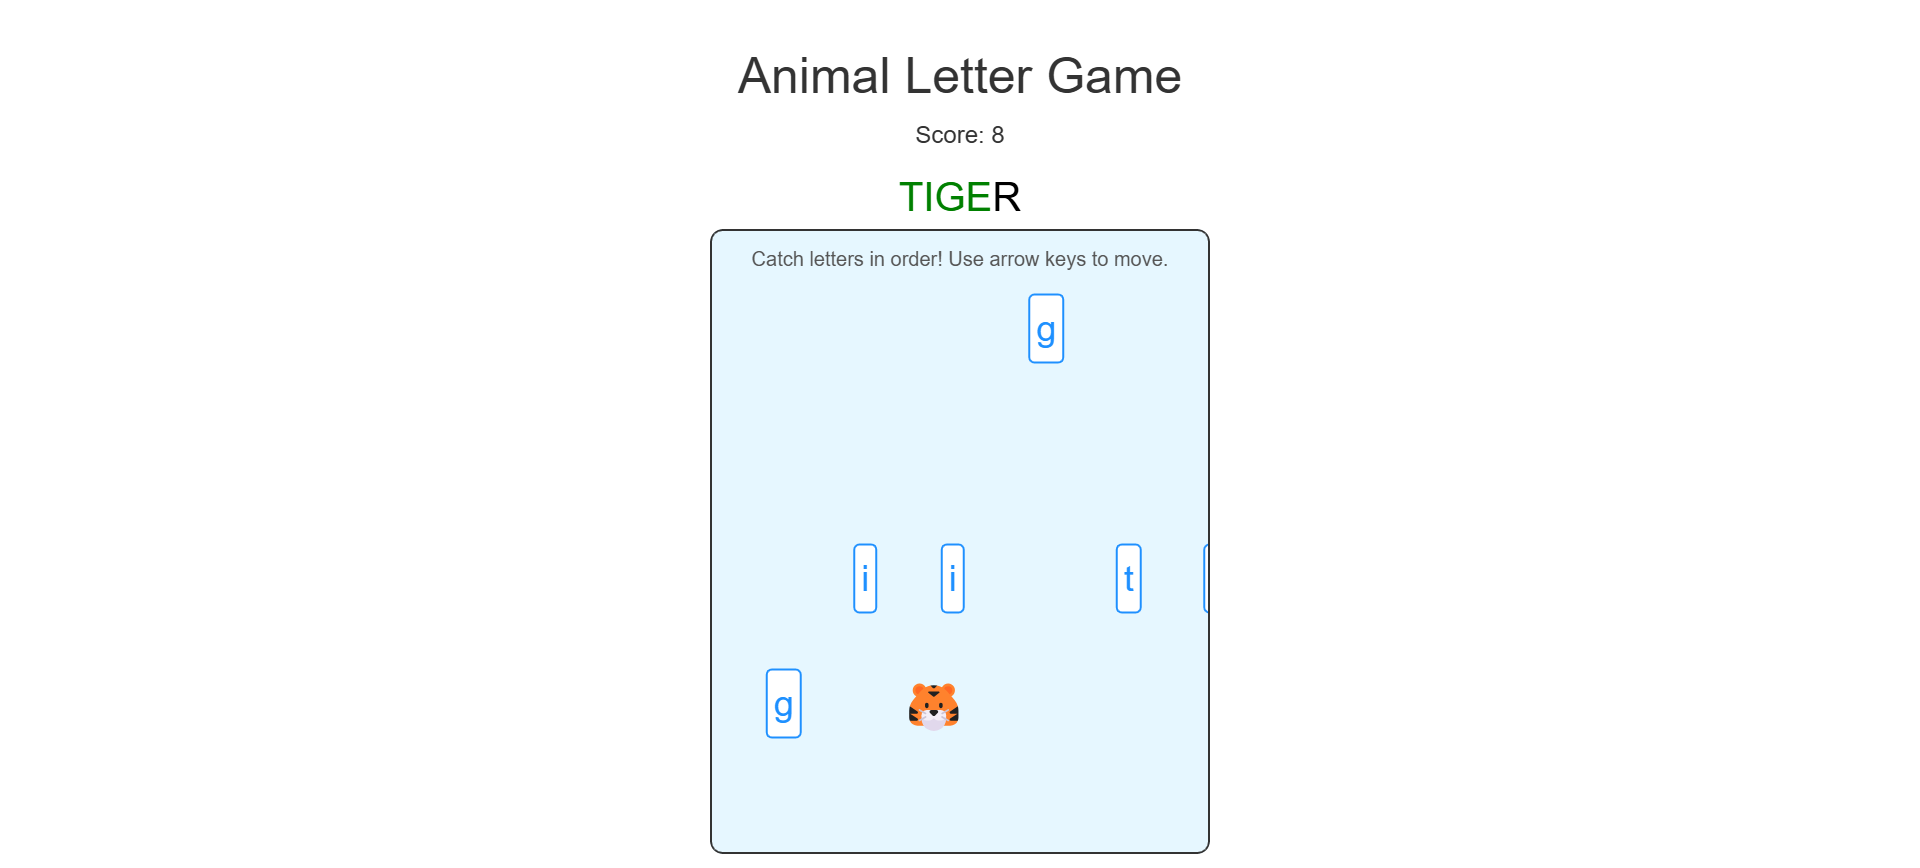 Animal Letter Game
Score: 8
TIGER
Catch letters in order! Use arrow keys to move.
g
i i t
g